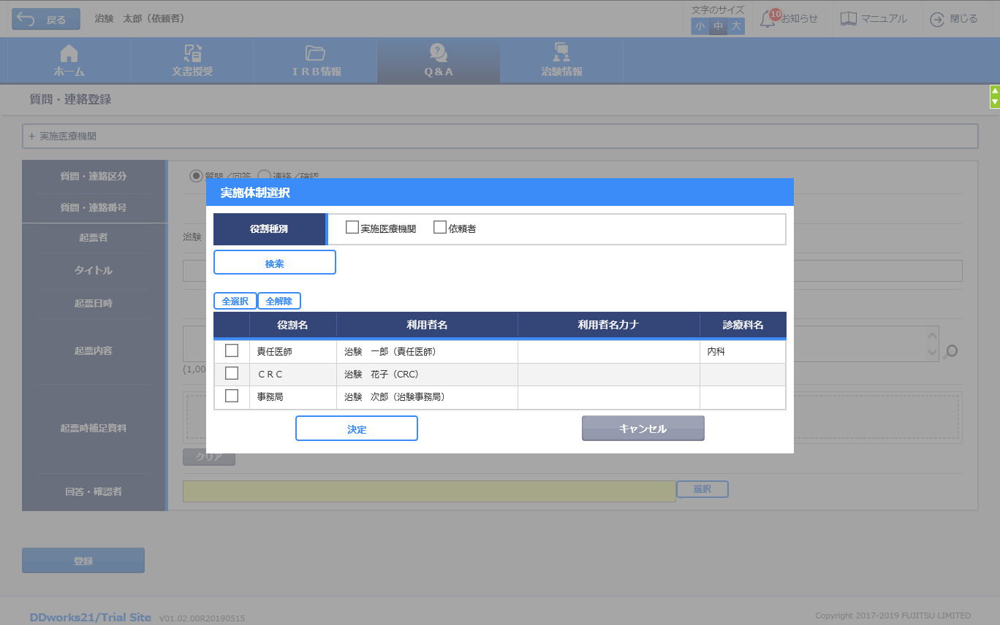 戻る
治験　太郎（依頼者）
文字のサイズ
小 中 大
10
お知らせ
マニュアル
閉じる
ホーム
文書授受
ＩＲＢ情報
Q＆A
治験情報
質問・連絡登録
+ 実施医療機関
質問・連絡区分
質問／回答 連絡／確認
質問・連絡番号
起票者
治験
タイトル
起票日時
起票内容
(1,00
起票時補足資料
クリア
回答・確認者
選択
実施体制選択
役割種別
実施医療機関 依頼者
検索
全選択 全解除
役割名 利用者名 利用者名カナ 診療科名
責任医師 治験　一郎（責任医師） 内科
ＣＲＣ 治験　花子（CRC）
事務局 治験　次郎（治験事務局）
決定 キャンセル
登録
DDworks21/Trial Site V01.02.00R20190515
Copyright 2017-2019 FUJITSU LIMITED